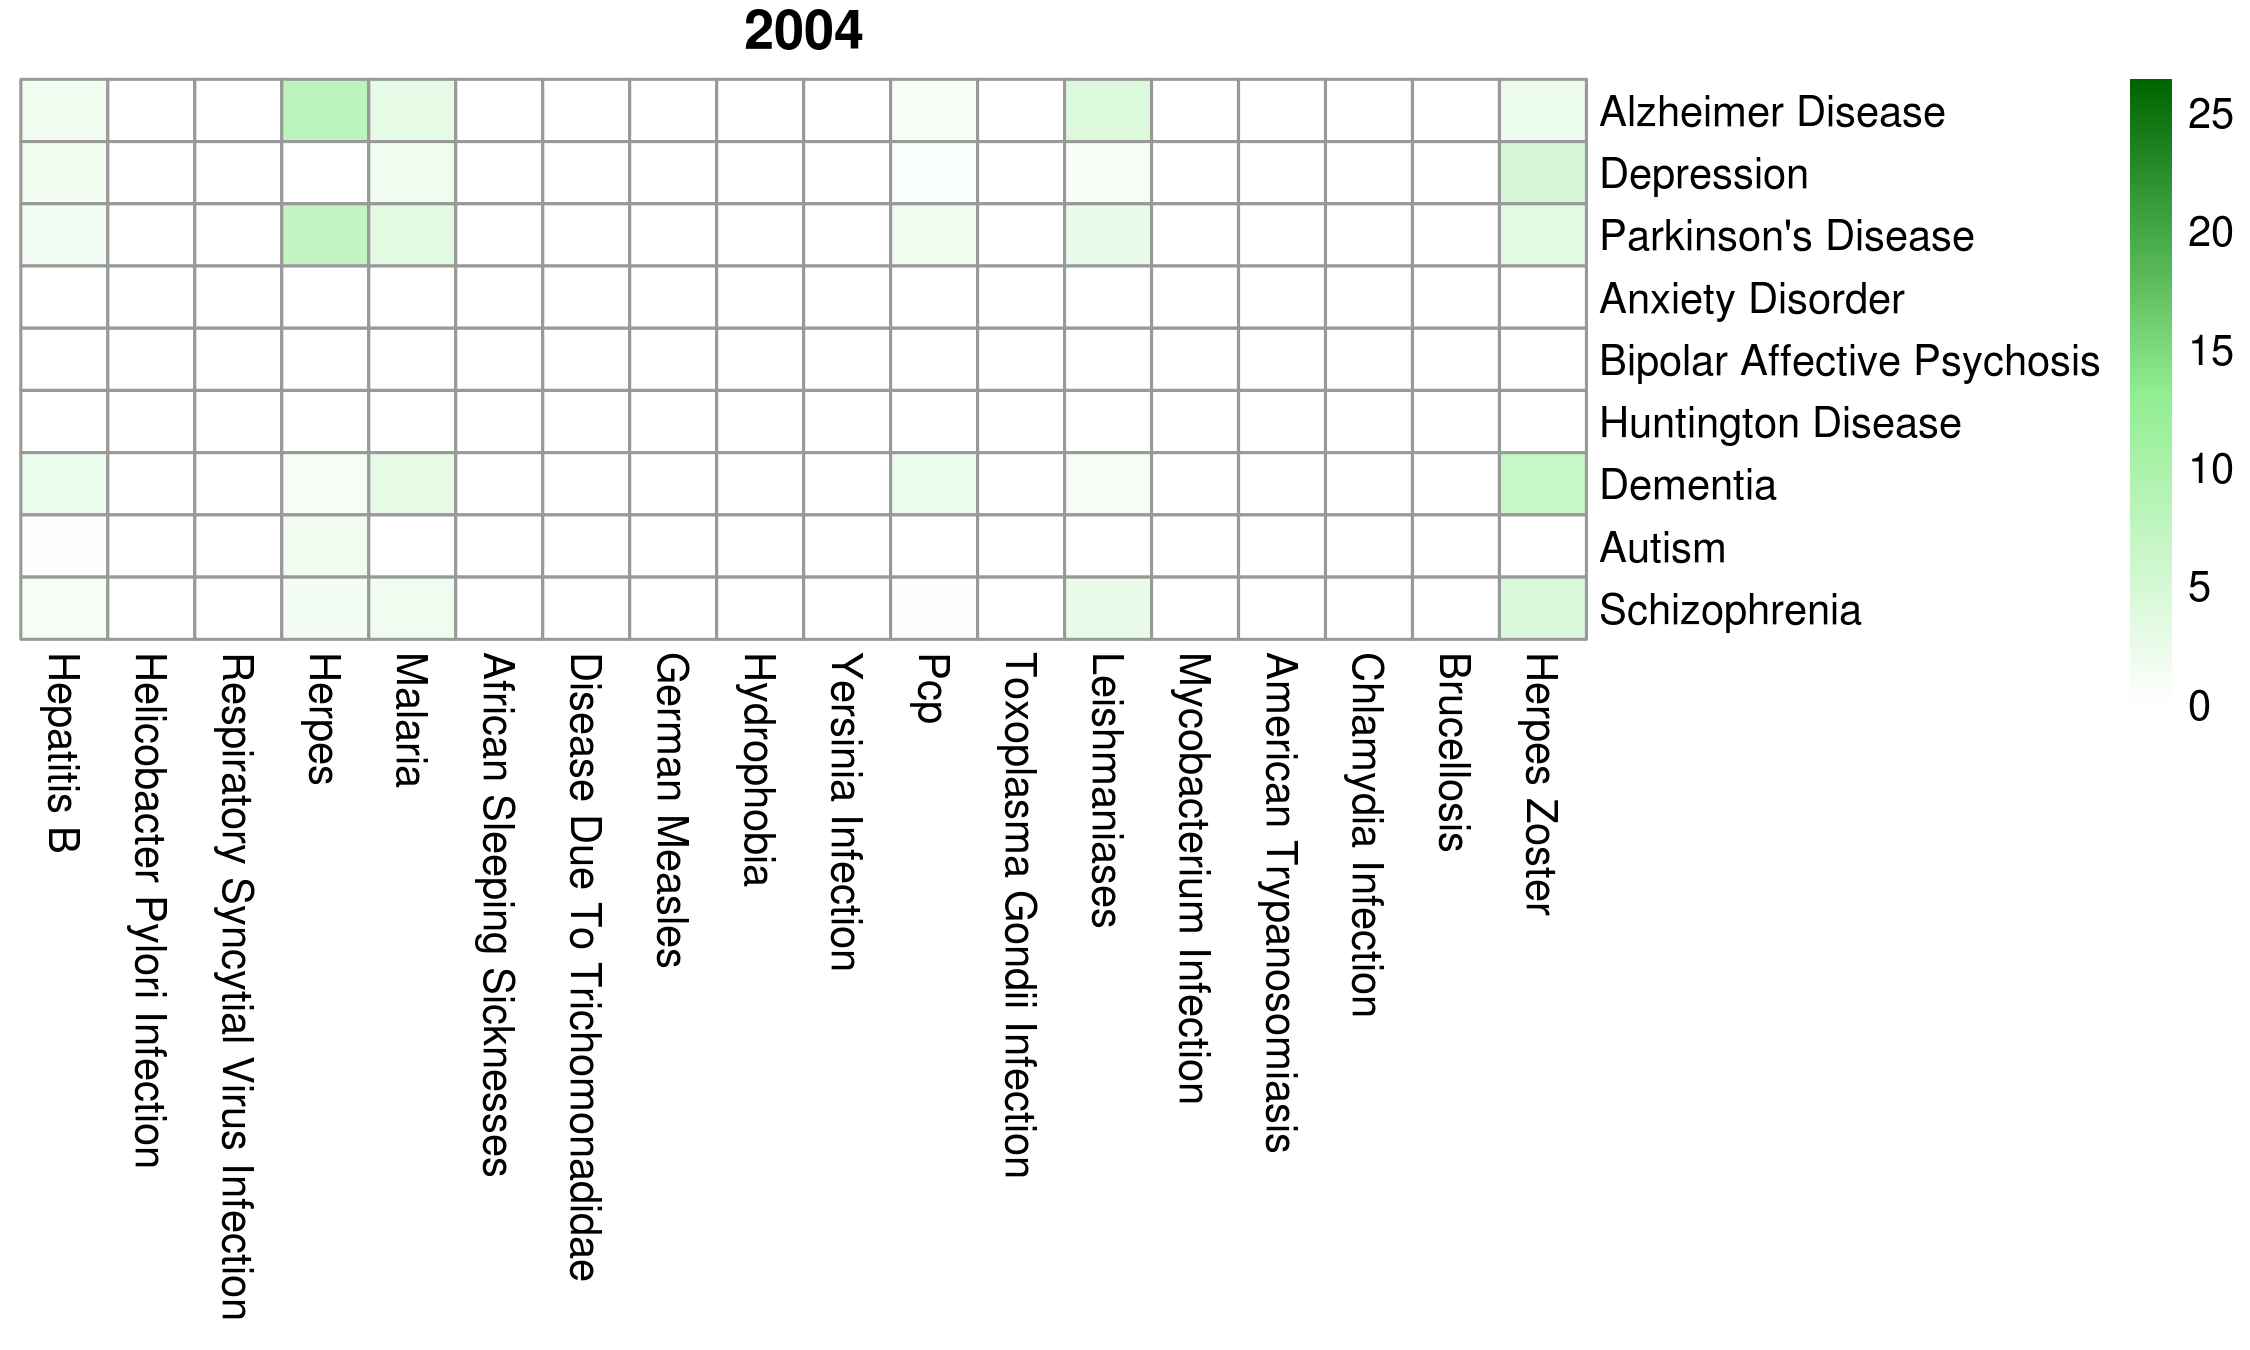 2004
Alzheimer Disease
Depression
Parkinson's Disease
Anxiety Disorder
Bipolar Affective Psychosis
Huntington Disease
Dementia
Autism
Schizophrenia
25
20
15
10
5
0
Hepatitis B
Helicobacter Pylori Infection
Respiratory Syncytial Virus Infection
Herpes
Malaria
African Sleeping Sicknesses
Disease Due To Trichomonadidae
German Measles
Hydrophobia
Yersinia Infection
Pcp
Toxoplasma Gondii Infection
Leishmaniases
Mycobacterium Infection
American Trypanosomiasis
Chlamydia Infection
Brucellosis
Herpes Zoster